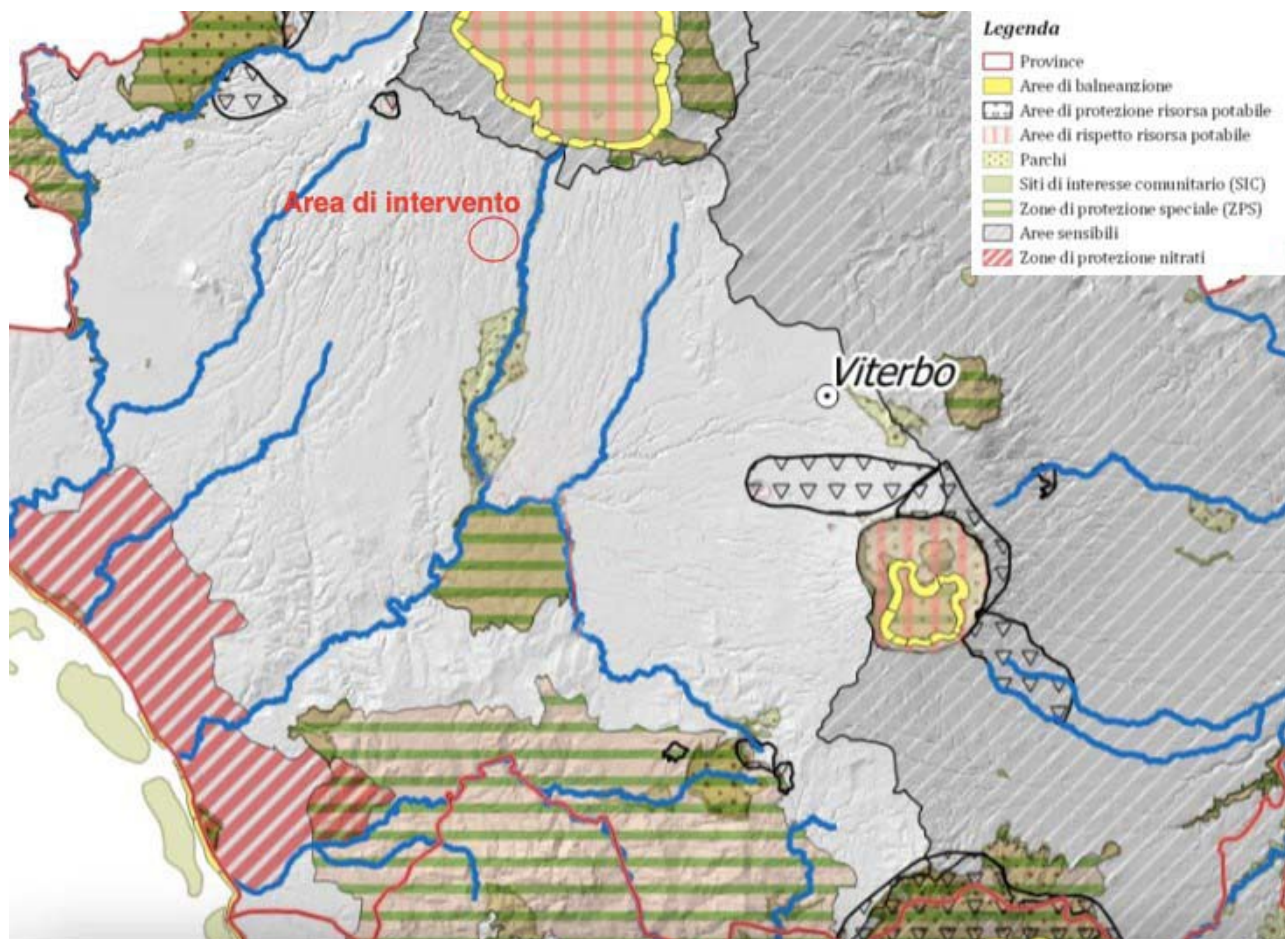 Legenda
Province
Aree di balneanzione
Aree di protezione risorsa potabile
Aree di rispetto risorsa potabile
Parchi
Siti di interesse comunitario (SIC)
Zone di protezione speciale (ZPS)
Aree sensibili
Zone di protezione nitrati
Area di intervento
Viterbo